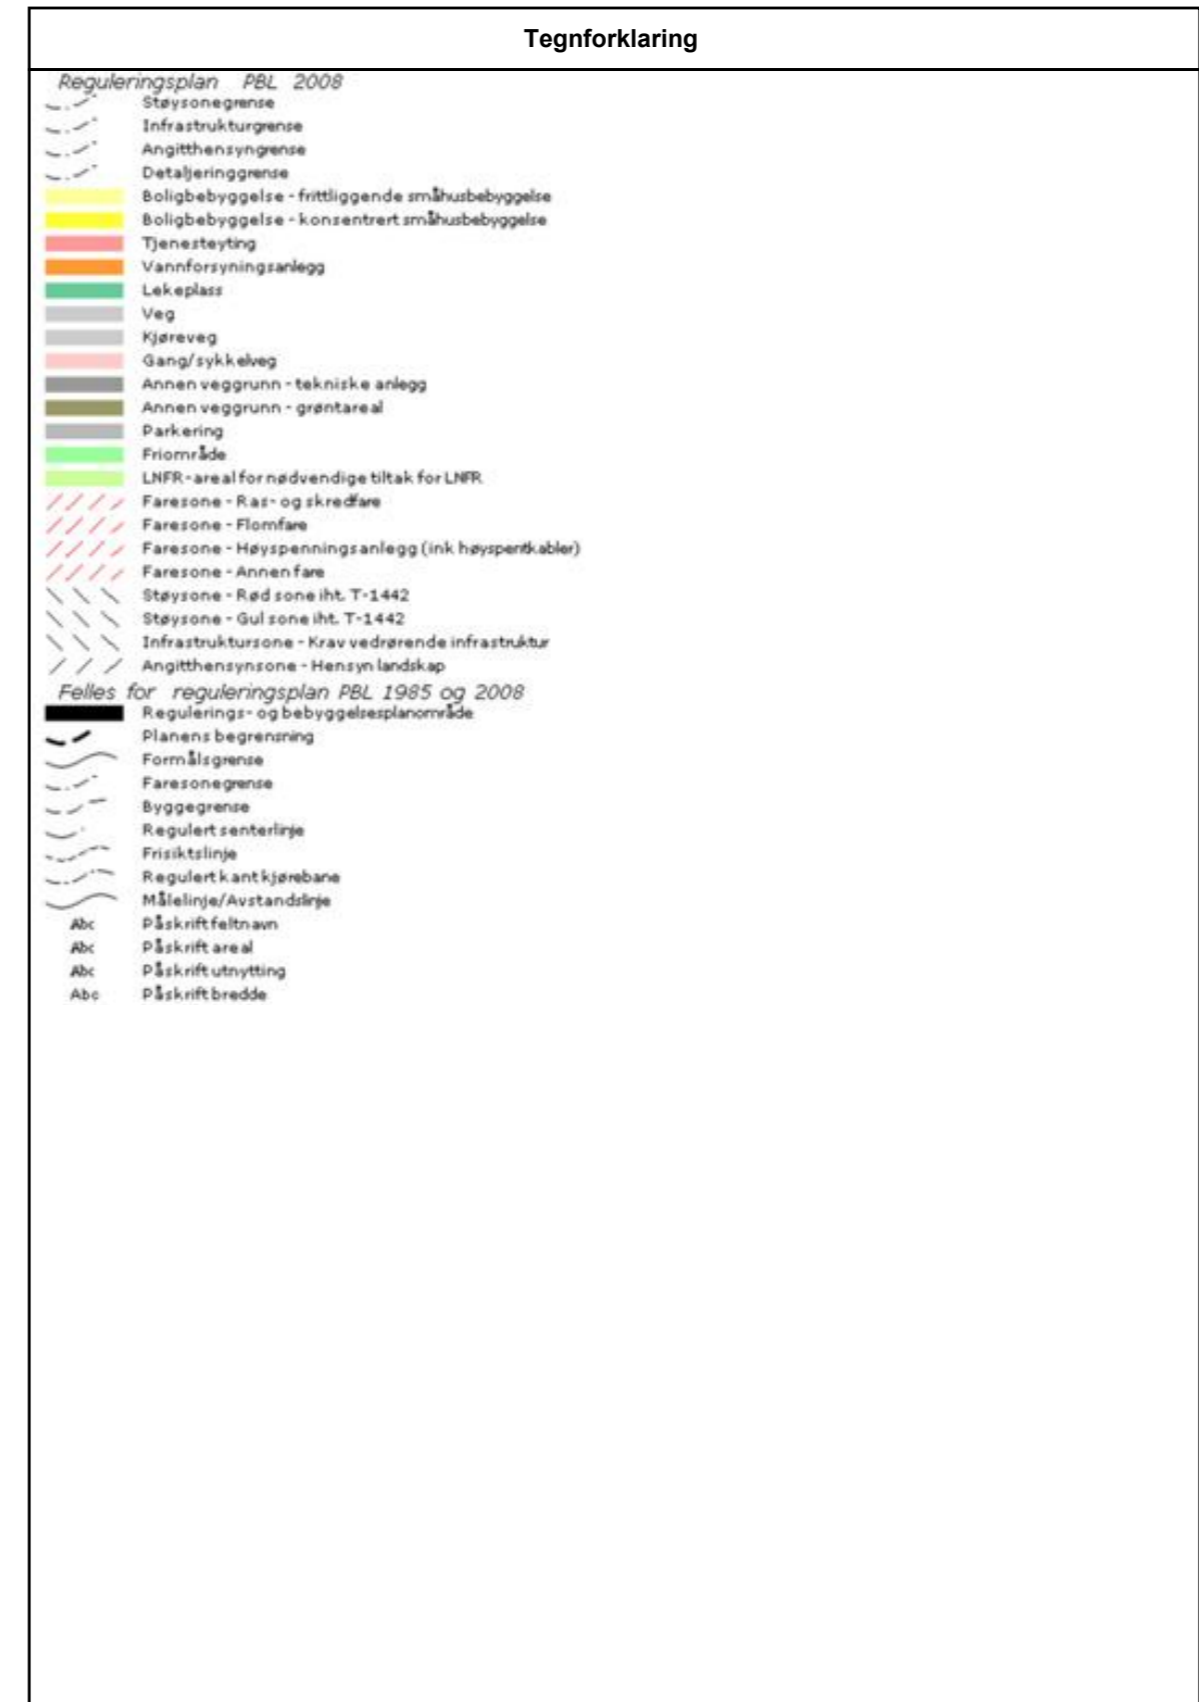 Tegnforklaring
Reguleringsplan PBL 2008
Støysonegrense
Infrastrukturgrense
Angitthensyngrense
Detaljeringgrense
Boligbebyggelse - frittliggende småhusbebyggelse
Boligbebyggelse - konsentrert småhusbebyggelse
Tjenesteyting
Vannforsyningsanlegg
Lekeplass
Veg
Kjøreveg
Gang/sykkelveg
Annen veggrunn - tekniske anlegg
Annen veggrunn - grøntareal
Parkering
Friområde
LNFR-areal for nødvendige tiltak for LNFR
Faresone - Ras- og skredfare
Faresone - Flomfare
Faresone - Høyspenningsanlegg (ink høyspentkabler)
Faresone - Annen fare
Støysone - Rød sone iht. T-1442
Støysone - Gul sone iht. T-1442
Infrastruktursone - Krav vedrørende infrastruktur
Angitthensynsone - Hensyn landskap
Felles for reguleringsplan PBL 1985 og 2008
Regulerings- og bebyggelsesplanområde
Planens begrensning
Formålsgrense
Faresonegrense
Byggegrense
Regulert senterlinje
Frisiktslinje
Regulert kant kjørebane
Målelinje/Avstandslinje
Abc Påskrift feltnavn
Abc Påskrift areal
Abc Påskrift utnytting
Abc Påskrift bredde